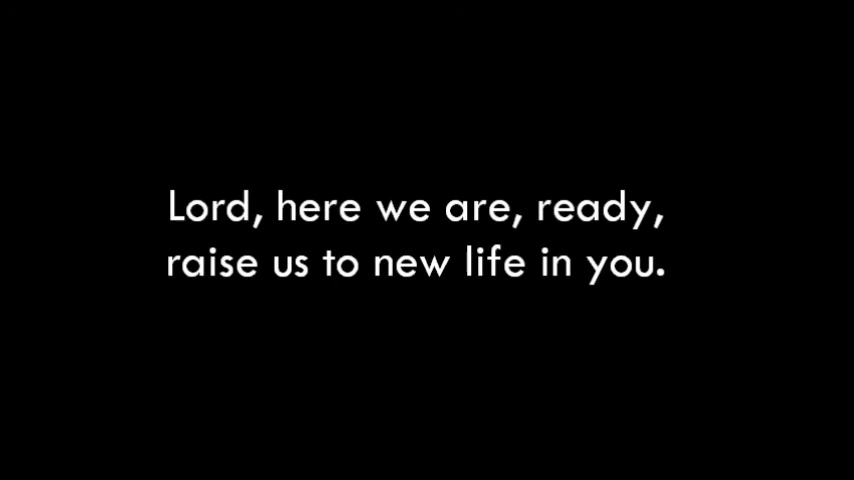 Lord, here we are, ready,
raise us to new life in you.